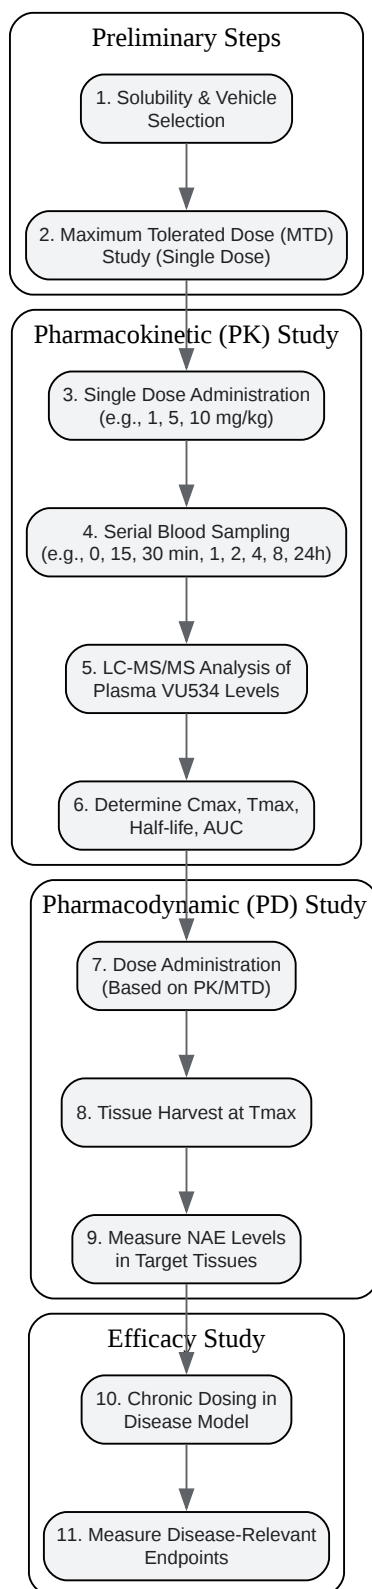 Preliminary Steps
1. Solubility & Vehicle
Selection
2. Maximum Tolerated Dose (MTD)
Study (Single Dose)
Pharmacokinetic (PK) Study
3. Single Dose Administration
(e.g., 1, 5, 10 mg/kg)
4. Serial Blood Sampling
(e.g., 0, 15, 30 min, 1, 2, 4, 8, 24h)
5. LC-MS/MS Analysis of
Plasma VU534 Levels
6. Determine Cmax, Tmax,
Half-life, AUC
Pharmacodynamic (PD) Study
7. Dose Administration
(Based on PK/MTD)
8. Tissue Harvest at Tmax
9. Measure NAE Levels
in Target Tissues
Efficacy Study
10. Chronic Dosing in
Disease Model
11. Measure Disease-Relevant
Endpoints